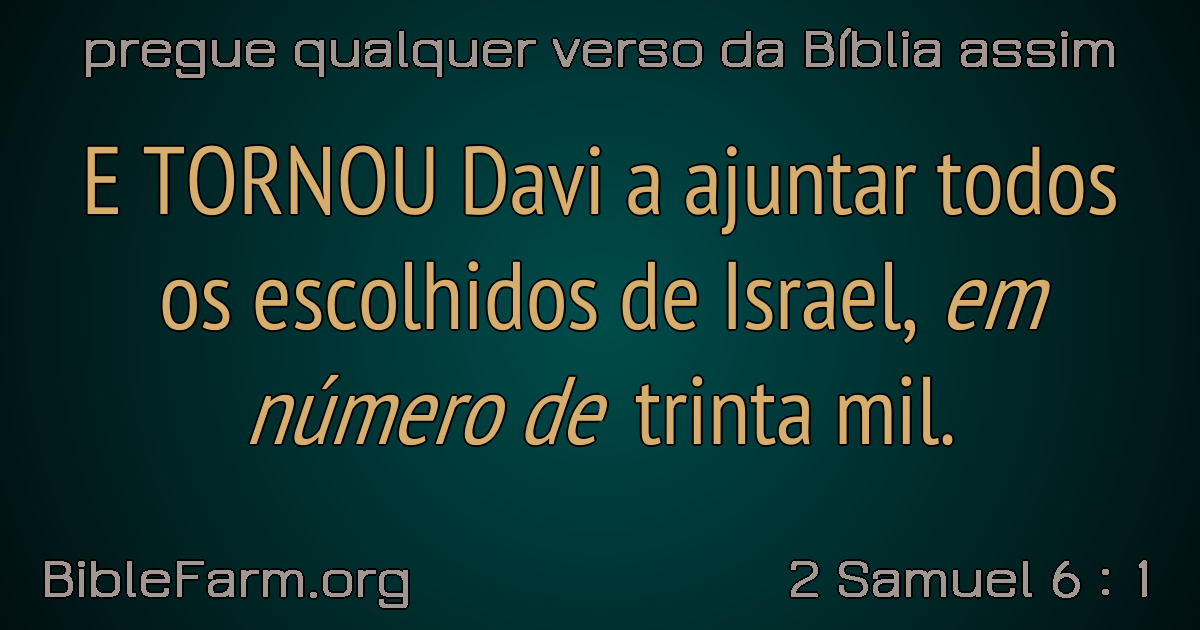 pregue qualquer verso da Bíblia assim
E TORNOU Davi a ajuntar todos
os escolhidos de Israel, em
número de trinta mil.
BibleFarm.org
2 Samuel 6 : 1